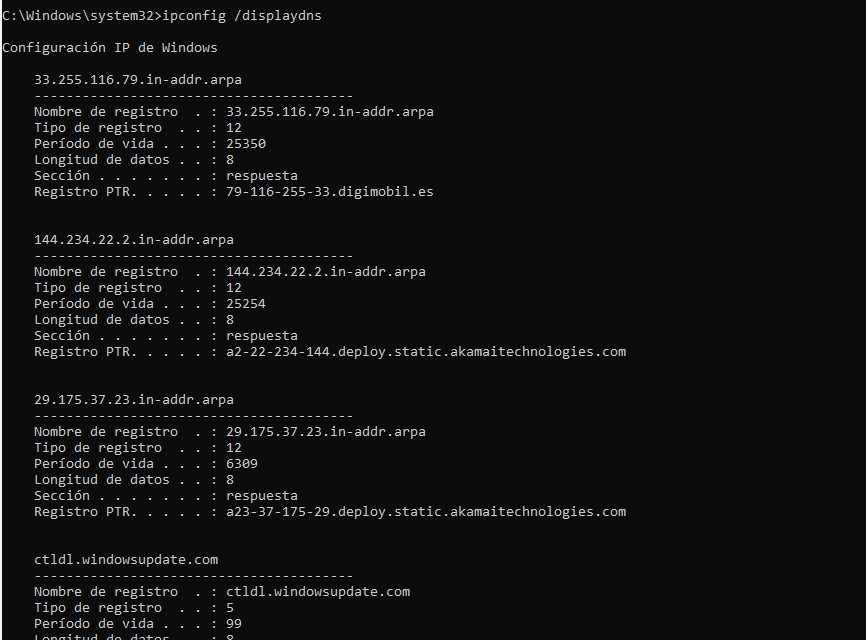 C:\Windows\system32>ipconfig /displaydns
Configuración IP de Windows
33.255.116.79.in-addr.arpa
----------------------------------------
Nombre de registro  . : 33.255.116.79.in-addr.arpa
Tipo de registro  . . : 12
Período de vida . . . : 25350
Longitud de datos . . : 8
Sección . . . . . . . : respuesta
Registro PTR. . . . . : 79-116-255-33.digimobil.es
144.234.22.2.in-addr.arpa
----------------------------------------
Nombre de registro  . : 144.234.22.2.in-addr.arpa
Tipo de registro  . . : 12
Período de vida . . . : 25254
Longitud de datos . . : 8
Sección . . . . . . . : respuesta
Registro PTR. . . . . : a2-22-234-144.deploy.static.akamaitechnologies.com
29.175.37.23.in-addr.arpa
----------------------------------------
Nombre de registro  . : 29.175.37.23.in-addr.arpa
Tipo de registro  . . : 12
Período de vida . . . : 6309
Longitud de datos . . : 8
Sección . . . . . . . : respuesta
Registro PTR. . . . . : a23-37-175-29.deploy.static.akamaitechnologies.com
ctldl.windowsupdate.com
----------------------------------------
Nombre de registro  . : ctldl.windowsupdate.com
Tipo de registro  . . : 5
Período de vida . . . : 99
Longitud de datos . . : 8